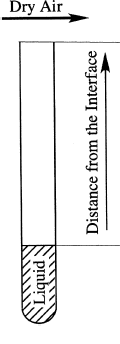 Dry Air
Distance from the Interface
Liquid